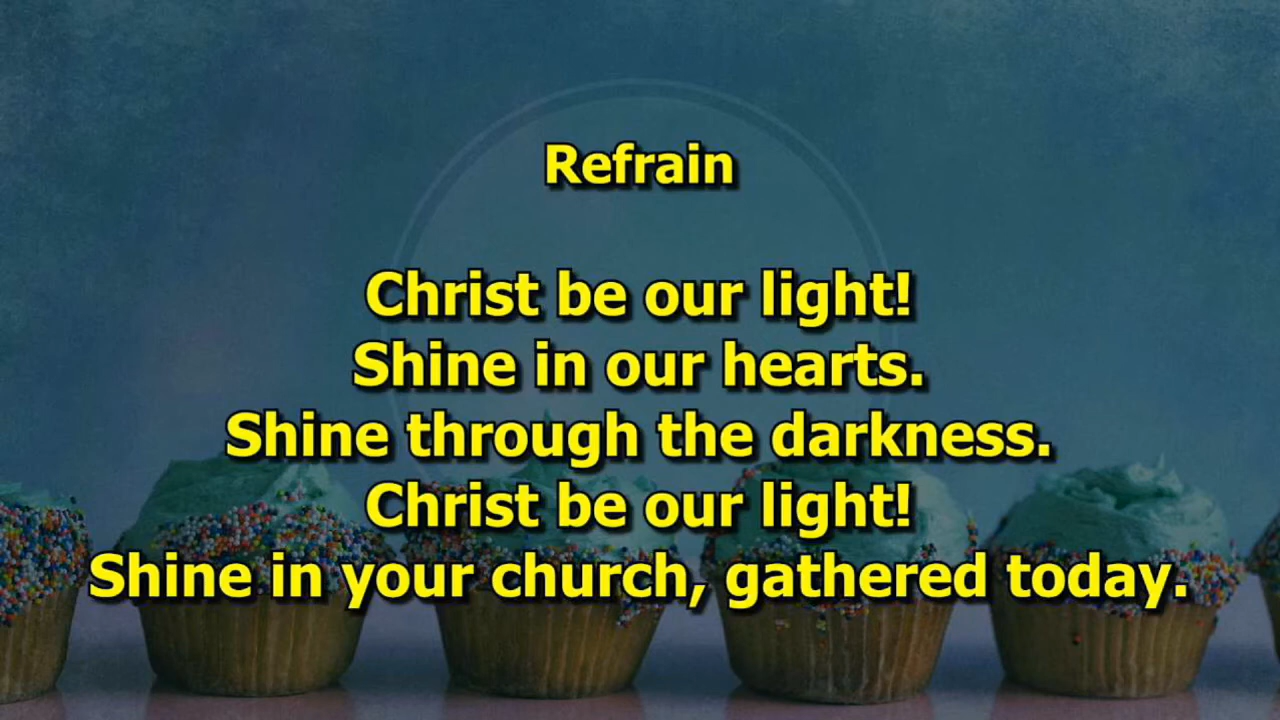 Refrain
Christ be our light!
Shine in our hearts.
Shine through the darkness.
Christ be our light!
Shine in your church, gathered today.